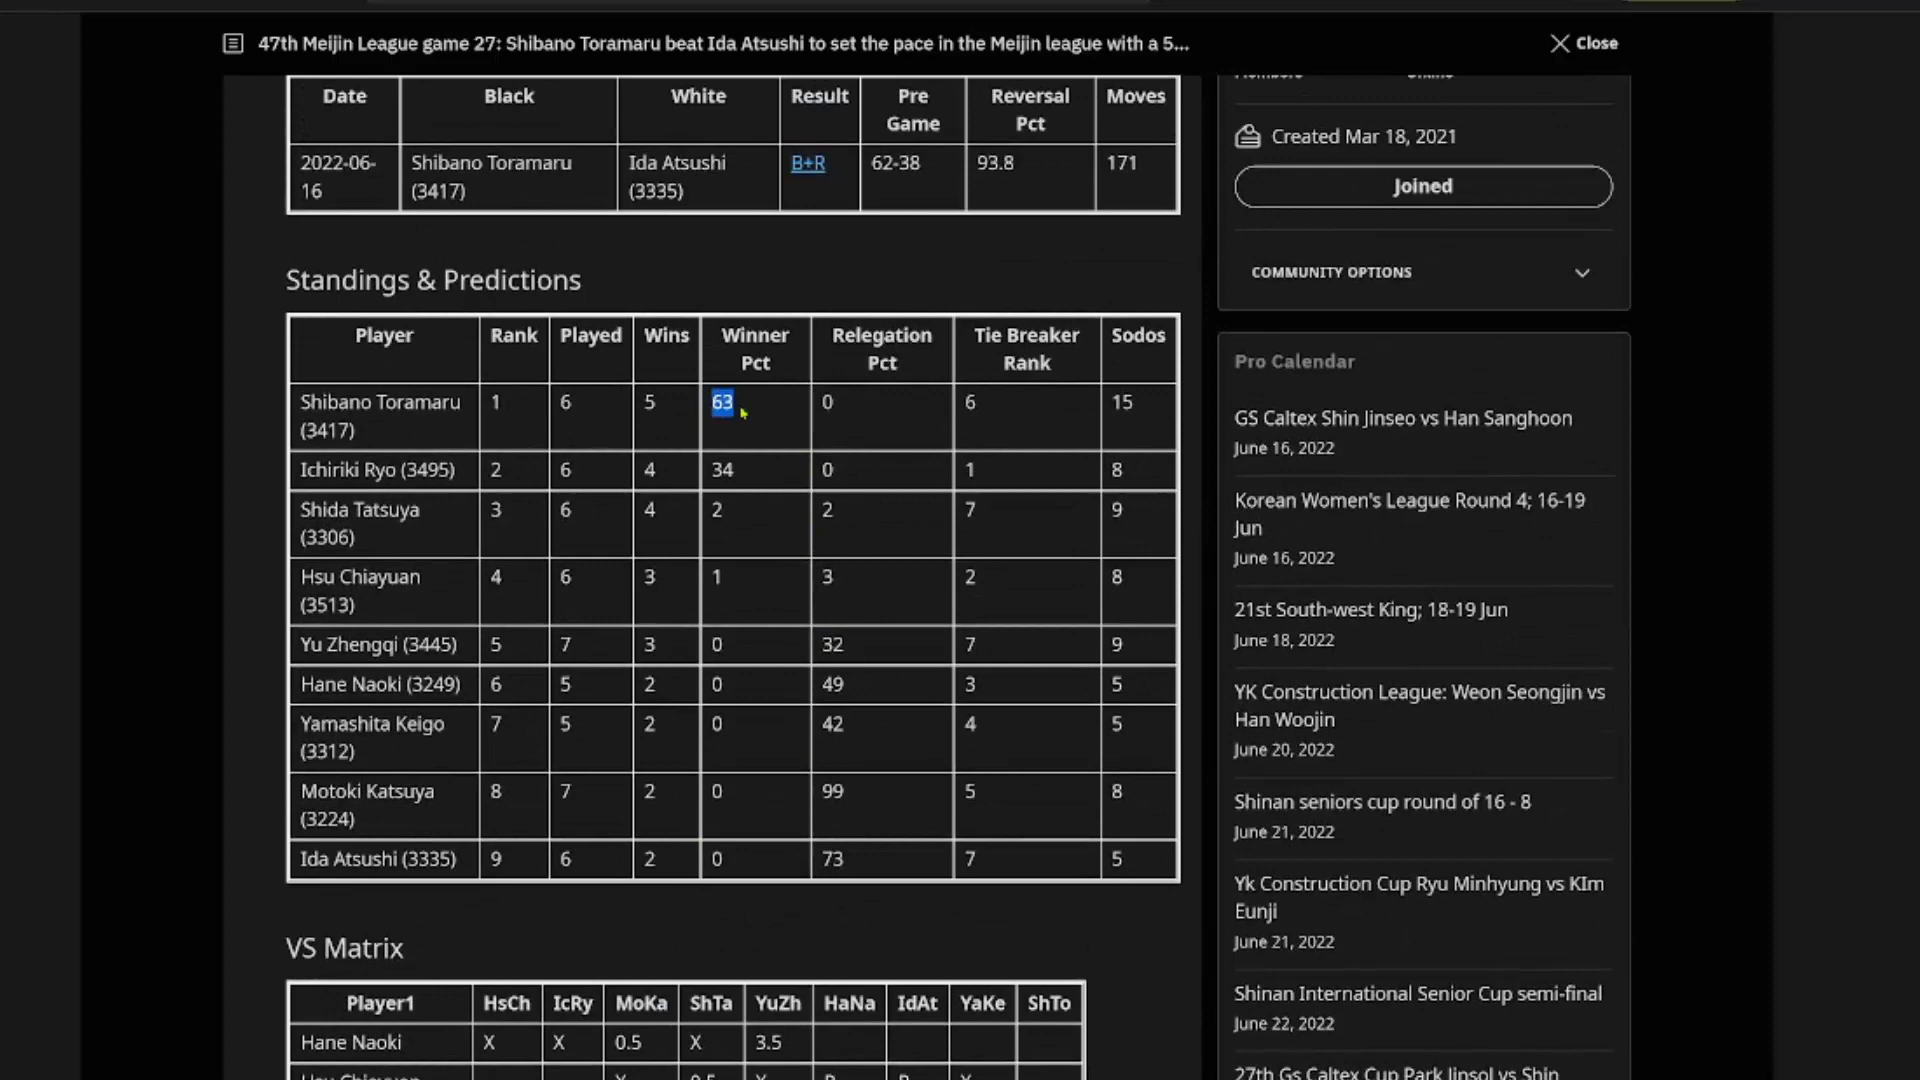 47th Meijin League game 27: Shibano Toramaru beat Ida Atsushi to set the pace in the Meijin league with a 5...
Close
Date Black White Result Pre Game Reversal Pct Moves
2022-06-16 Shibano Toramaru (3417) Ida Atsushi (3335) B+R 62-38 93.8 171
Standings & Predictions
Player Rank Played Wins Winner Pct Relegation Pct Tie Breaker Rank Sodos
Shibano Toramaru (3417) 1 6 5 63 0 6 15
Ichiriki Ryo (3495) 2 6 4 34 0 1 8
Shida Tatsuya (3306) 3 6 4 2 2 7 9
Hsu Chiayuan (3513) 4 6 3 1 3 2 8
Yu Zhengqi (3445) 5 7 3 0 32 7 9
Hane Naoki (3249) 6 5 2 0 49 3 5
Yamashita Keigo (3312) 7 5 2 0 42 4 5
Motoki Katsuya (3224) 8 7 2 0 99 5 8
Ida Atsushi (3335) 9 6 2 0 73 7 5
VS Matrix
Player1 HsCh IcRy MoKa ShTa YuZh HaNa IdAt YaKe ShTo
Hane Naoki X X 0.5 X 3.5
Created Mar 18, 2021
Joined
COMMUNITY OPTIONS
Pro Calendar
GS Caltex Shin Jinseo vs Han Sanghoon
June 16, 2022
Korean Women's League Round 4; 16-19
Jun
June 16, 2022
21st South-west King; 18-19 Jun
June 18, 2022
YK Construction League: Weon Seongjin vs
Han Woojin
June 20, 2022
Shinan seniors cup round of 16 - 8
June 21, 2022
Yk Construction Cup Ryu Minhyung vs KIm
Eunji
June 21, 2022
Shinan International Senior Cup semi-final
June 22, 2022
27th Gs Caltex Cup Park Jinsol vs Shin